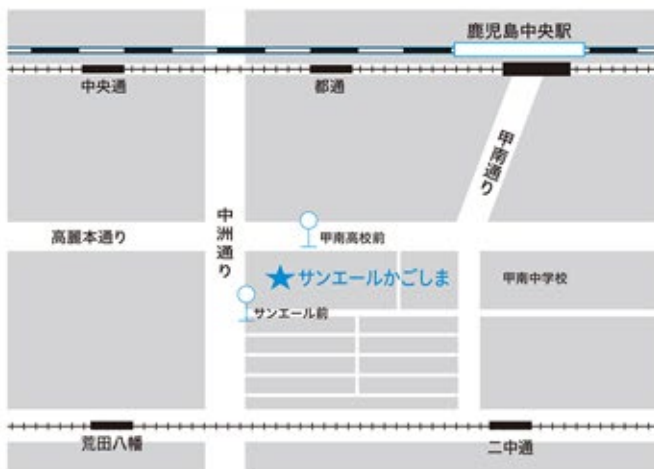 鹿児島中央駅
中央通
都通
甲南通り
中洲通り
高麗本通り
甲南高校前
サンエールかごしま
甲南中学校
サンエール前
荒田八幡
二中通